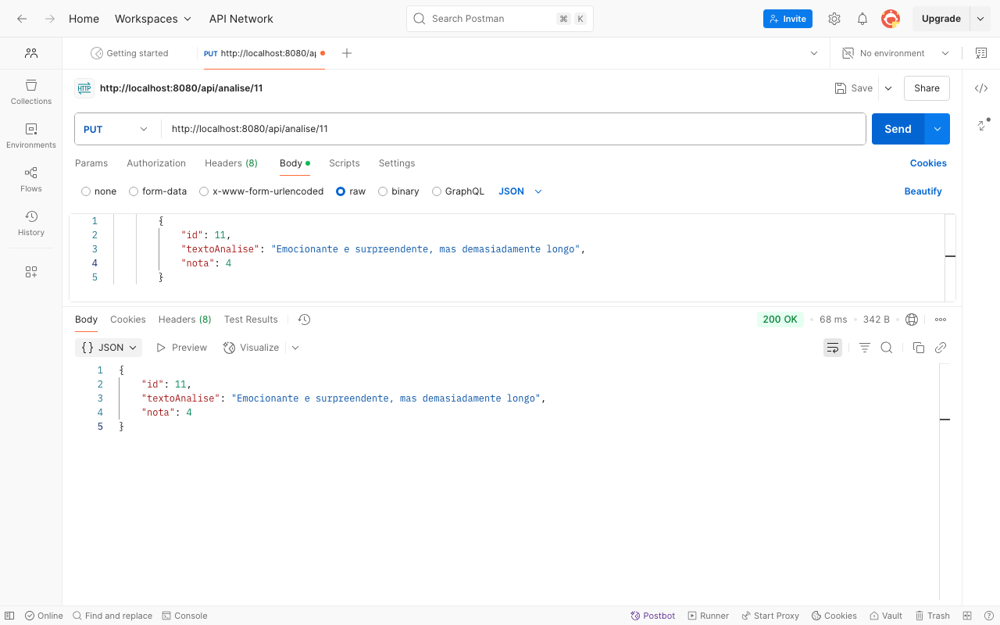 Home Workspaces API Network Search Postman ⌘ K Invite Upgrade
Getting started PUT http://localhost:8080/a No environment
http://localhost:8080/api/analise/11 Save Share
PUT http://localhost:8080/api/analise/11 Send
Params Authorization Headers (8) Body Scripts Settings Cookies
none form-data x-www-form-urlencoded raw binary GraphQL JSON Beautify
Collections
Environments
Flows
History
1 {
2 "id": 11,
3 "textoAnalise": "Emocionante e surpreendente, mas demasiadamente longo",
4 "nota": 4
5 }
Body Cookies Headers (8) Test Results 200 OK 68 ms 342 B
{} JSON Preview Visualize
1 {
2 "id": 11,
3 "textoAnalise": "Emocionante e surpreendente, mas demasiadamente longo",
4 "nota": 4
5 }
Online Find and replace Console Postbot Runner Start Proxy Cookies Vault Trash